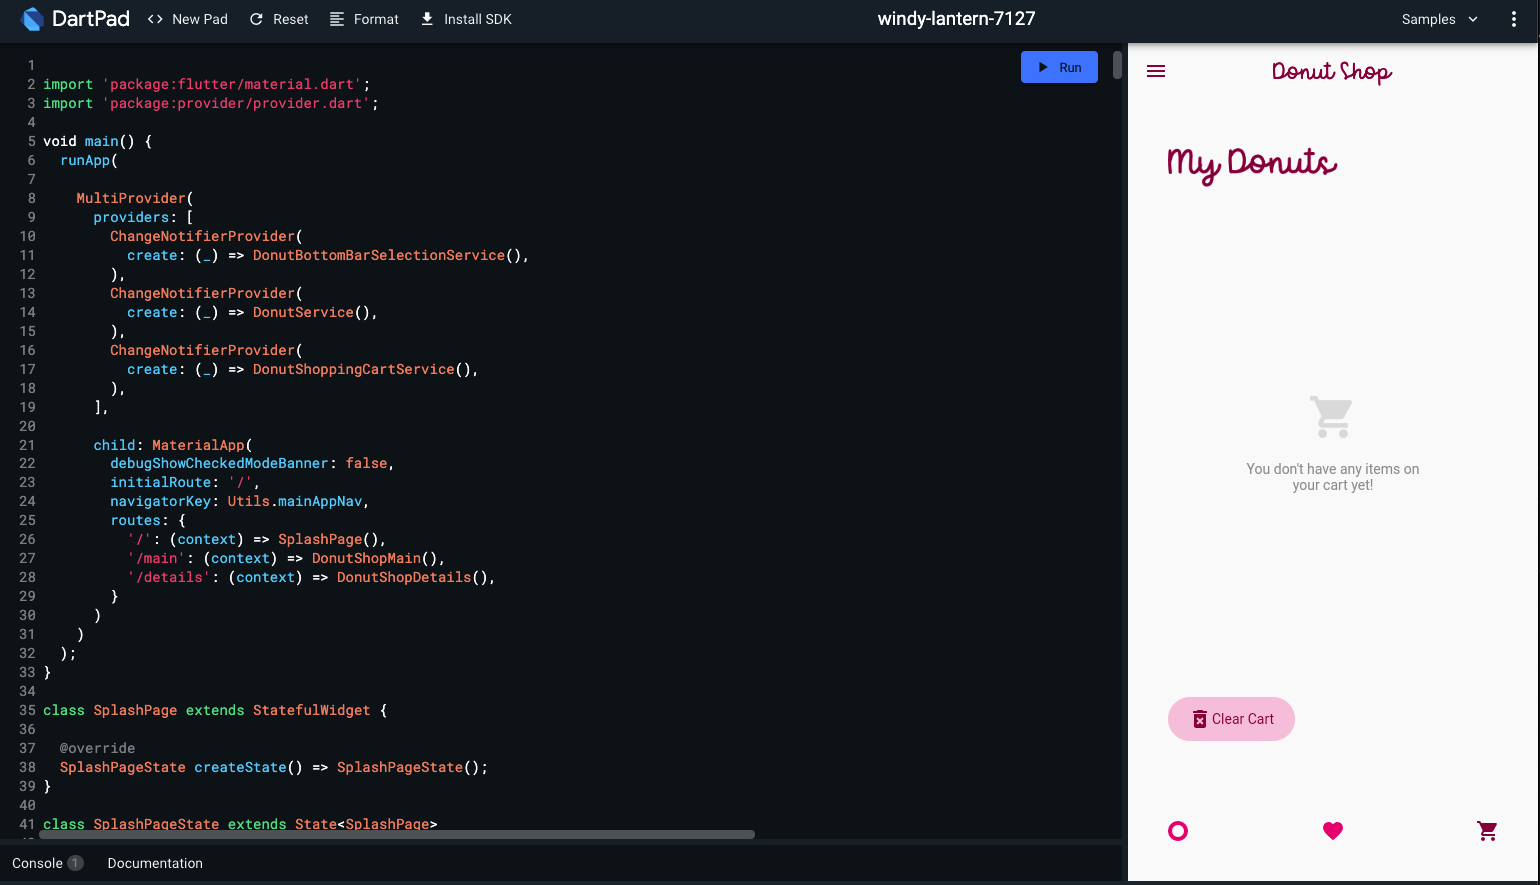 DartPad
<> New Pad
Reset
Format
Install SDK
windy-lantern-7127
Samples
Run
1
2 import 'package:flutter/material.dart';
3 import 'package:provider/provider.dart';
4
5 void main() {
6   runApp(
7
8     MultiProvider(
9       providers: [
10         ChangeNotifierProvider(
11           create: (_) => DonutBottomBarSelectionService(),
12         ),
13         ChangeNotifierProvider(
14           create: (_) => DonutService(),
15         ),
16         ChangeNotifierProvider(
17           create: (_) => DonutShoppingCartService(),
18         ),
19       ],
20
21       child: MaterialApp(
22         debugShowCheckedModeBanner: false,
23         initialRoute: '/',
24         navigatorKey: Utils.mainAppNav,
25         routes: {
26           '/': (context) => SplashPage(),
27           '/main': (context) => DonutShopMain(),
28           '/details': (context) => DonutShopDetails(),
29         }
30       )
31     )
32   );
33 }
34
35 class SplashPage extends StatefulWidget {
36
37   @override
38   SplashPageState createState() => SplashPageState();
39 }
40
41 class SplashPageState extends State<SplashPage>
Console 1
Documentation
Donut Shop
My Donuts
You don't have any items on
your cart yet!
Clear Cart